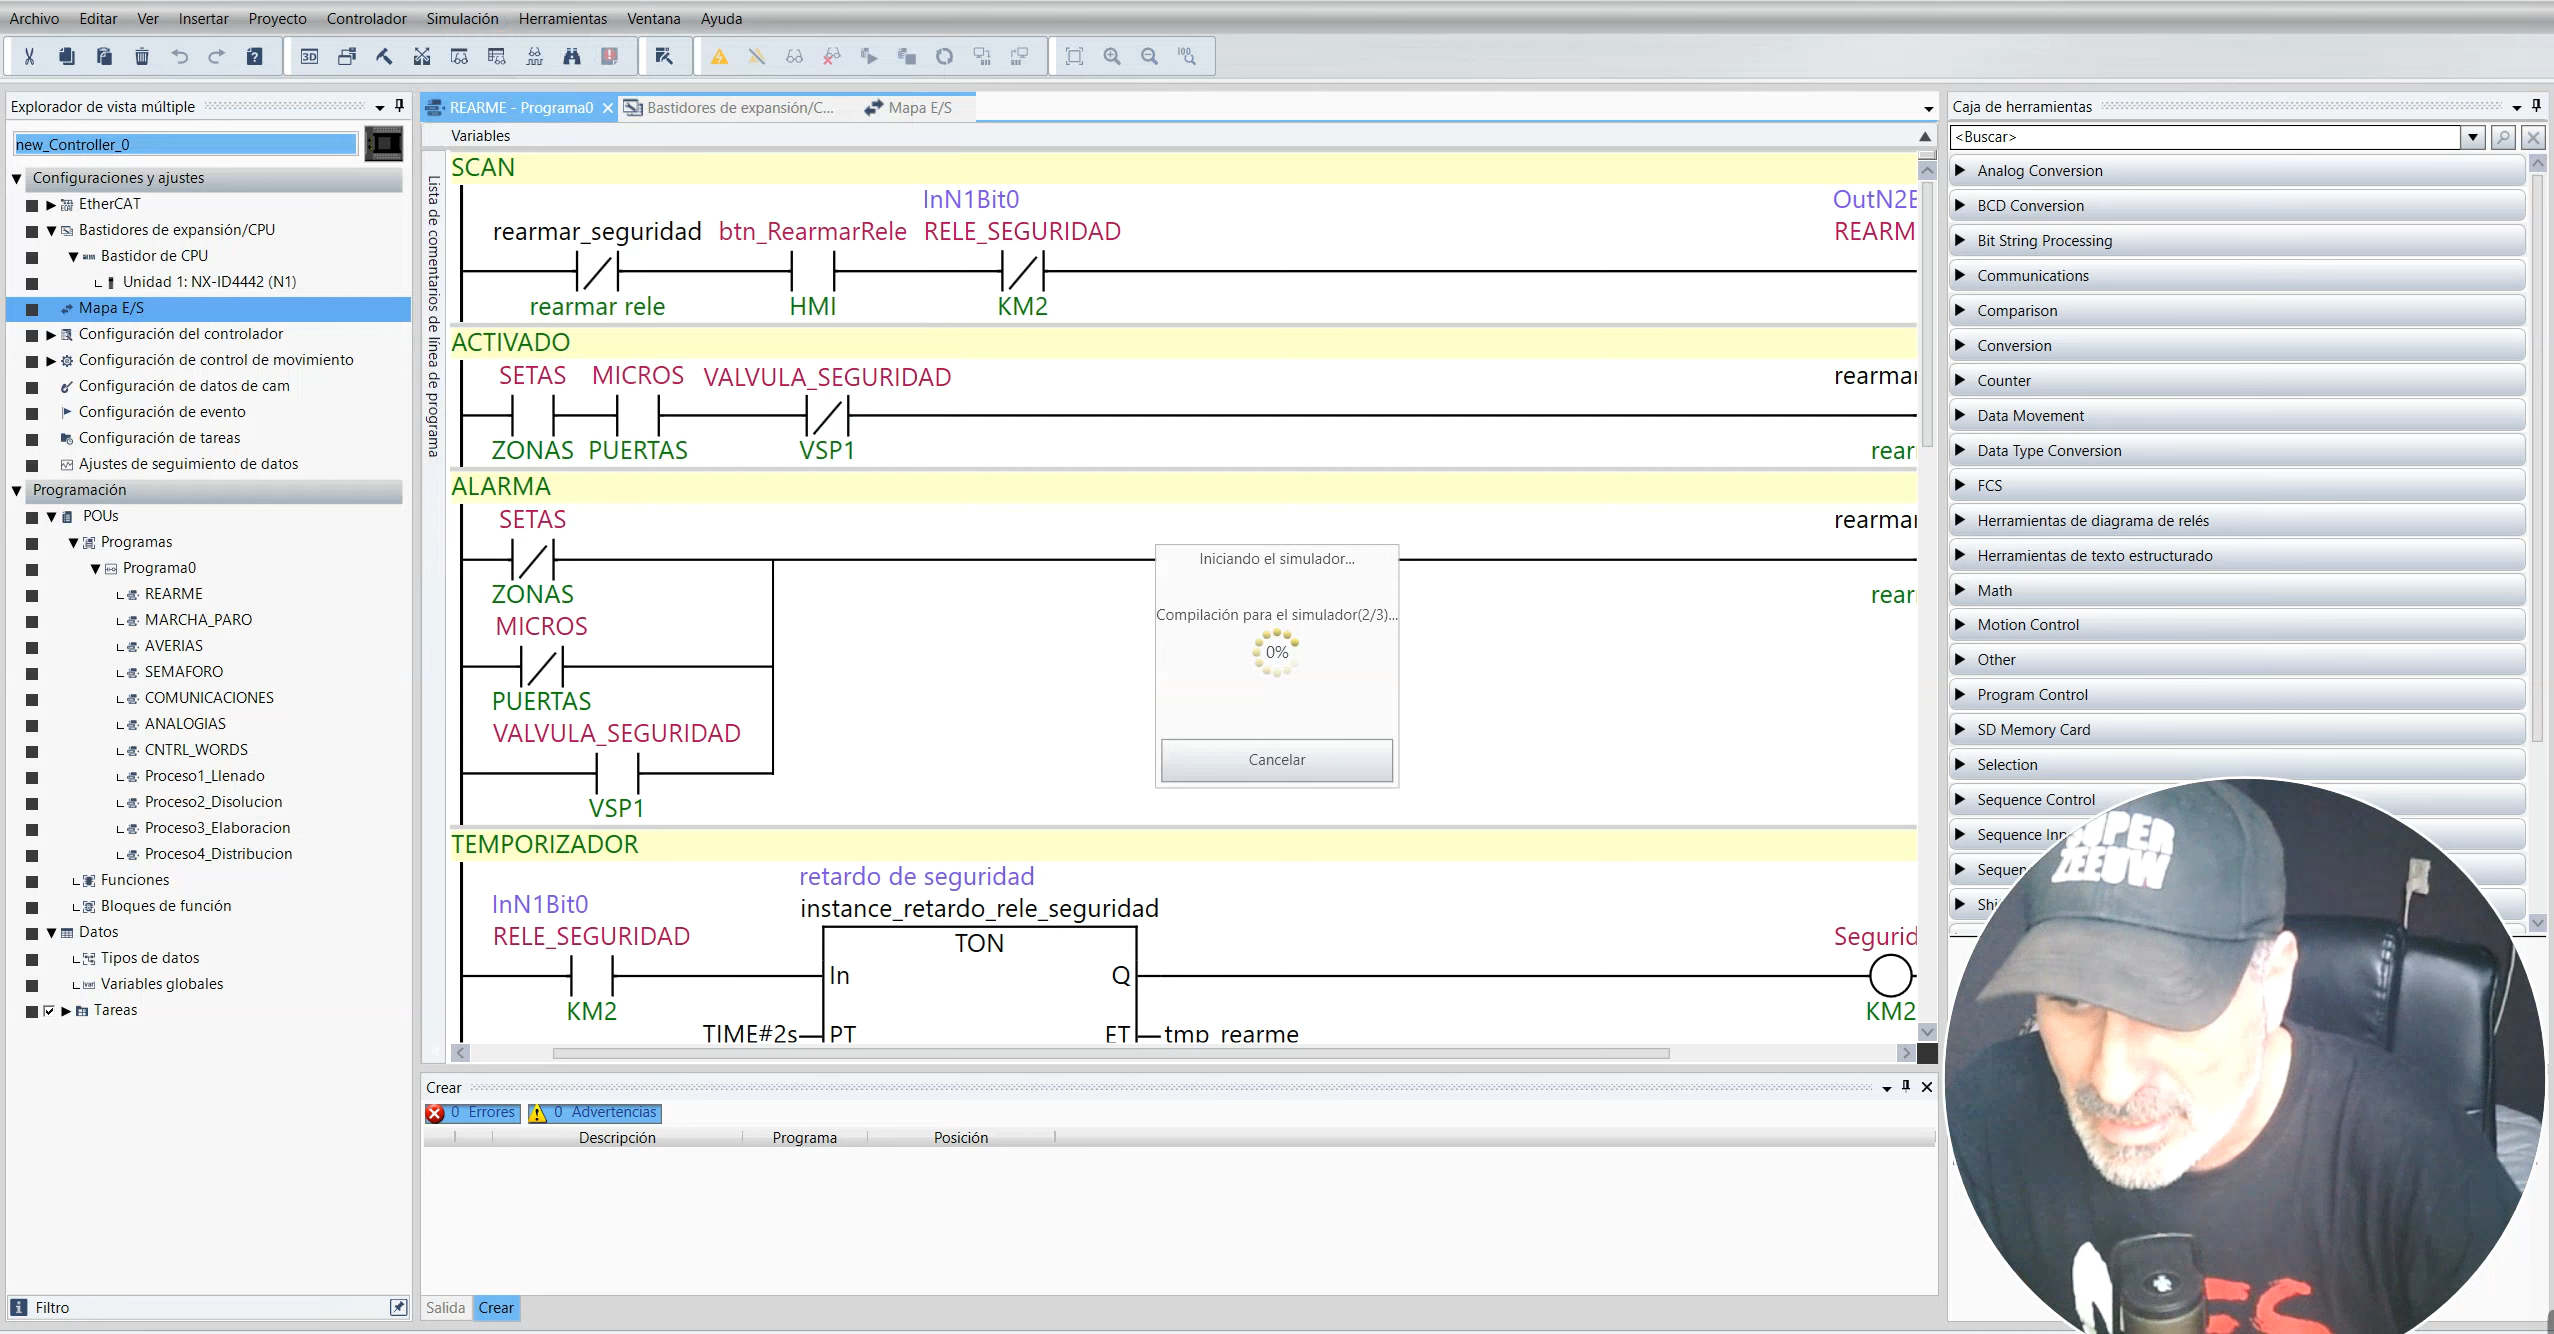 Archivo Editar Ver Insertar Proyecto Controlador Simulación Herramientas Ventana Ayuda
Explorador de vista múltiple
new_Controller_0
Configuraciones y ajustes
EtherCAT
Bastidores de expansión/CPU
Bastidor de CPU
Unidad 1: NX-ID4442 (N1)
Mapa E/S
Configuración del controlador
Configuración de control de movimiento
Configuración de datos de cam
Configuración de evento
Configuración de tareas
Ajustes de seguimiento de datos
Programación
POUs
Programas
Programa0
REARME
MARCHA_PARO
AVERIAS
SEMAFORO
COMUNICACIONES
ANALOGIAS
CNTRL_WORDS
Proceso1_Llenado
Proceso2_Disolucion
Proceso3_Elaboracion
Proceso4_Distribucion
Funciones
Bloques de función
Datos
Tipos de datos
Variables globales
Tareas
Filtro
REARME - Programa0 Bastidores de expansión/C... Mapa E/S
Variables
Lista de comentarios de línea de programa
SCAN
InN1Bit0 OutN2E
rearmar_seguridad btn_RearmarRele RELE_SEGURIDAD REARM
rearmar rele HMI KM2
ACTIVADO
SETAS MICROS VALVULA_SEGURIDAD rearmar
ZONAS PUERTAS VSP1 rear
ALARMA
SETAS rearmar
ZONAS rear
MICROS
PUERTAS
VALVULA_SEGURIDAD
VSP1
TEMPORIZADOR
retardo de seguridad
InN1Bit0 instance_retardo_rele_seguridad
RELE_SEGURIDAD TON Segurid
In Q
KM2 KM2
TIME#2s PT ET tmp_rearme
Iniciando el simulador...
Compilación para el simulador(2/3)...
0%
Cancelar
Crear
0 Errores 0 Advertencias
Descripción Programa Posición
Salida Crear
Caja de herramientas
<Buscar>
Analog Conversion
BCD Conversion
Bit String Processing
Communications
Comparison
Conversion
Counter
Data Movement
Data Type Conversion
FCS
Herramientas de diagrama de relés
Herramientas de texto estructurado
Math
Motion Control
Other
Program Control
SD Memory Card
Selection
Sequence Control
Sequence Inp
Sequen
Shi
SUPER
ZEEUW
3D
100%